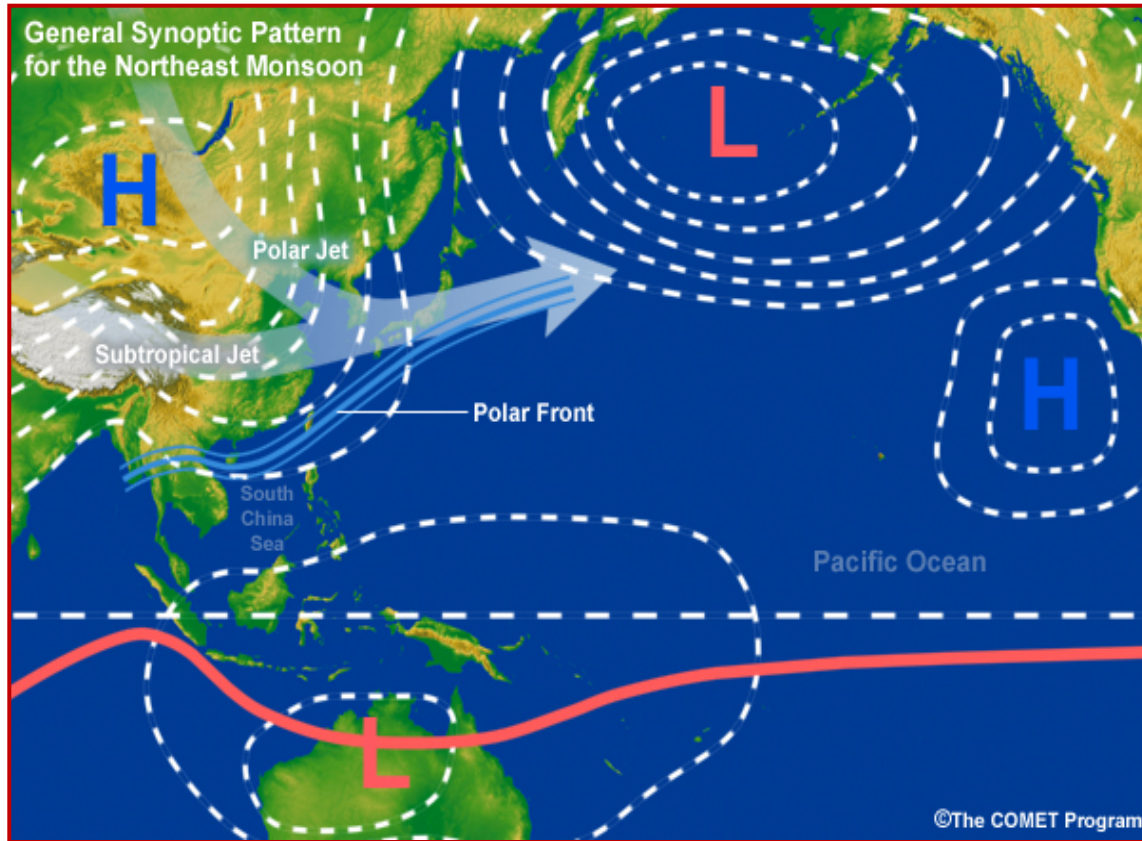 General Synoptic Pattern
for the Northeast Monsoon
L
H
Polar Jet
Subtropical Jet
H
Polar Front
South
China
Sea
Pacific Ocean
L
©The COMET Program